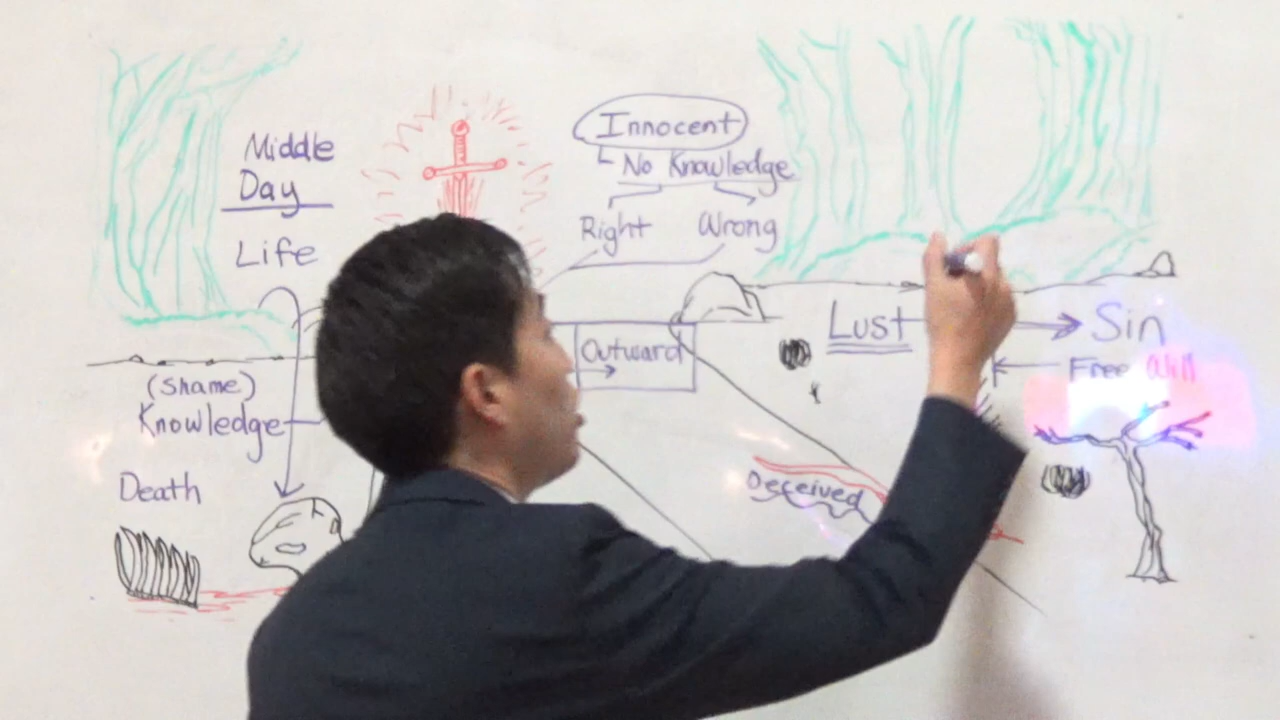 Middle
Day
Life
(Shame)
Knowledge
Death
Innocent
No Knowledge
Right Wrong
Outward
Lust Sin
Free Will
Deceived